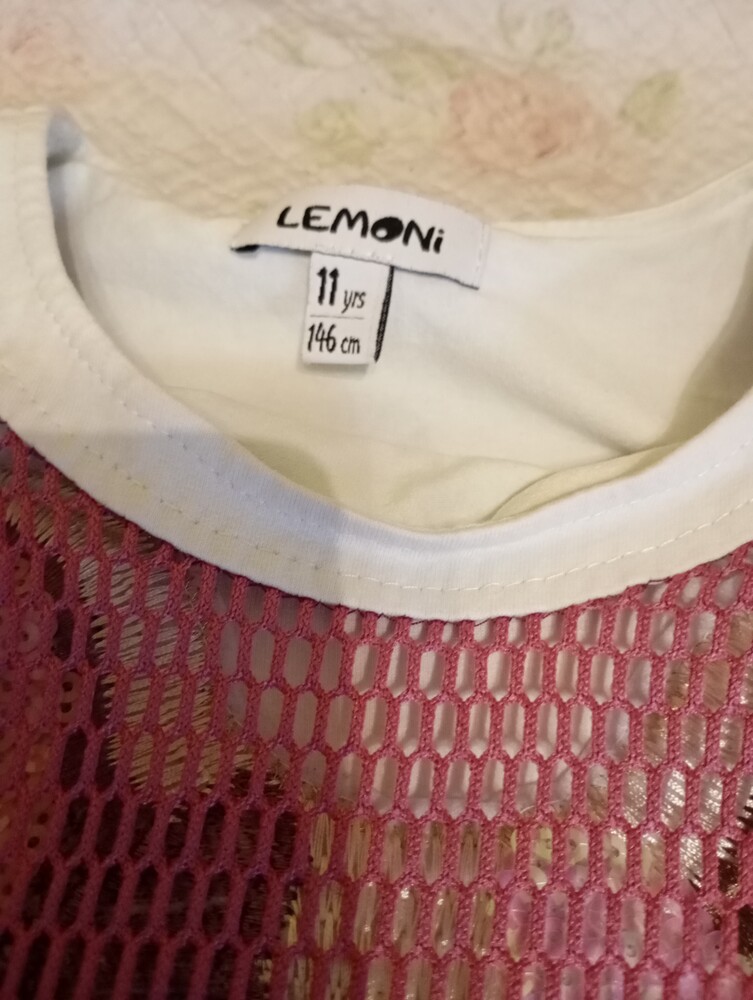 LEMONi
11 yrs
146 cm